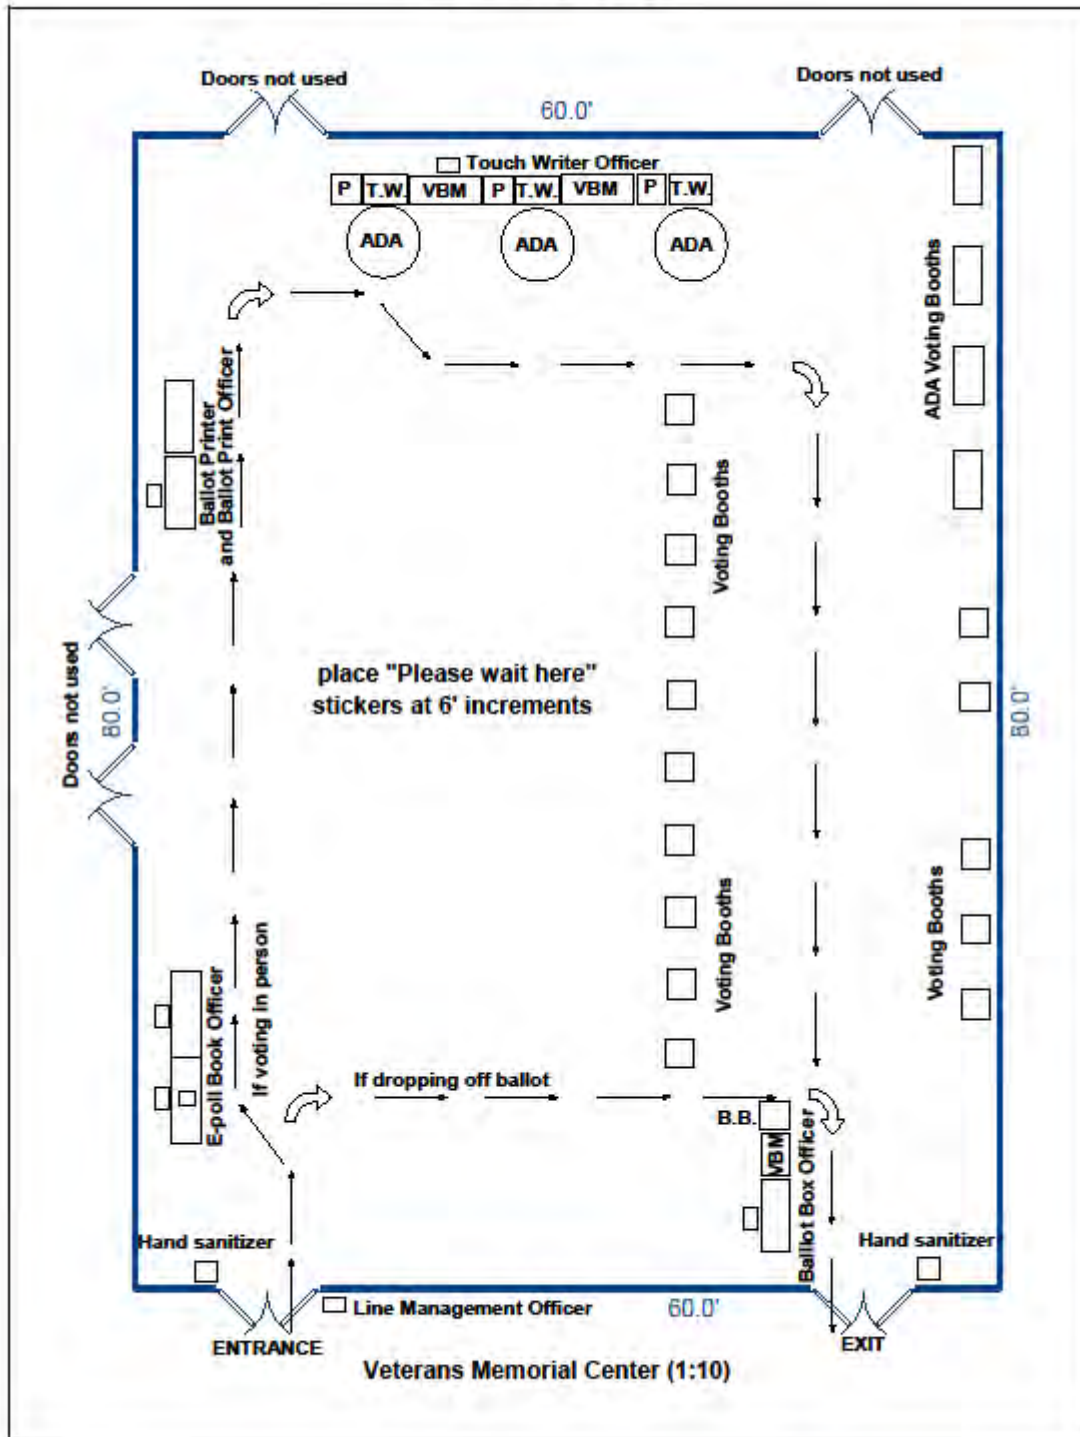 Doors not used
Doors not used
60.0'
Touch Writer Officer
P
T.W.
VBM
P
T.W.
VBM
P
T.W.
ADA
ADA
ADA
ADA Voting Booths
Ballot Printer
and Ballot Print Officer
Voting Booths
Doors not used
80.0'
place "Please wait here"
stickers at 6' increments
80.0'
E-poll Book Officer
If voting in person
Voting Booths
Voting Booths
If dropping off ballot
B.B.
VBM
Ballot Box Officer
Hand sanitizer
Hand sanitizer
Line Management Officer
60.0'
ENTRANCE
EXIT
Veterans Memorial Center (1:10)